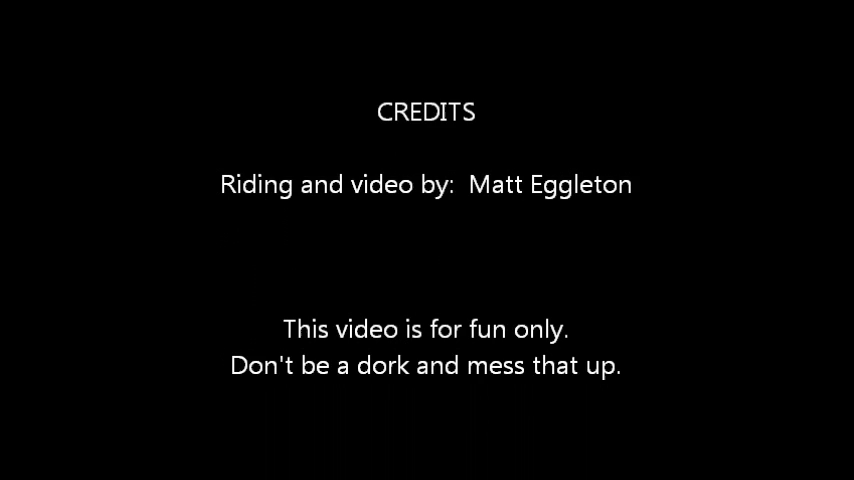 CREDITS
Riding and video by:  Matt Eggleton
This video is for fun only.
Don't be a dork and mess that up.